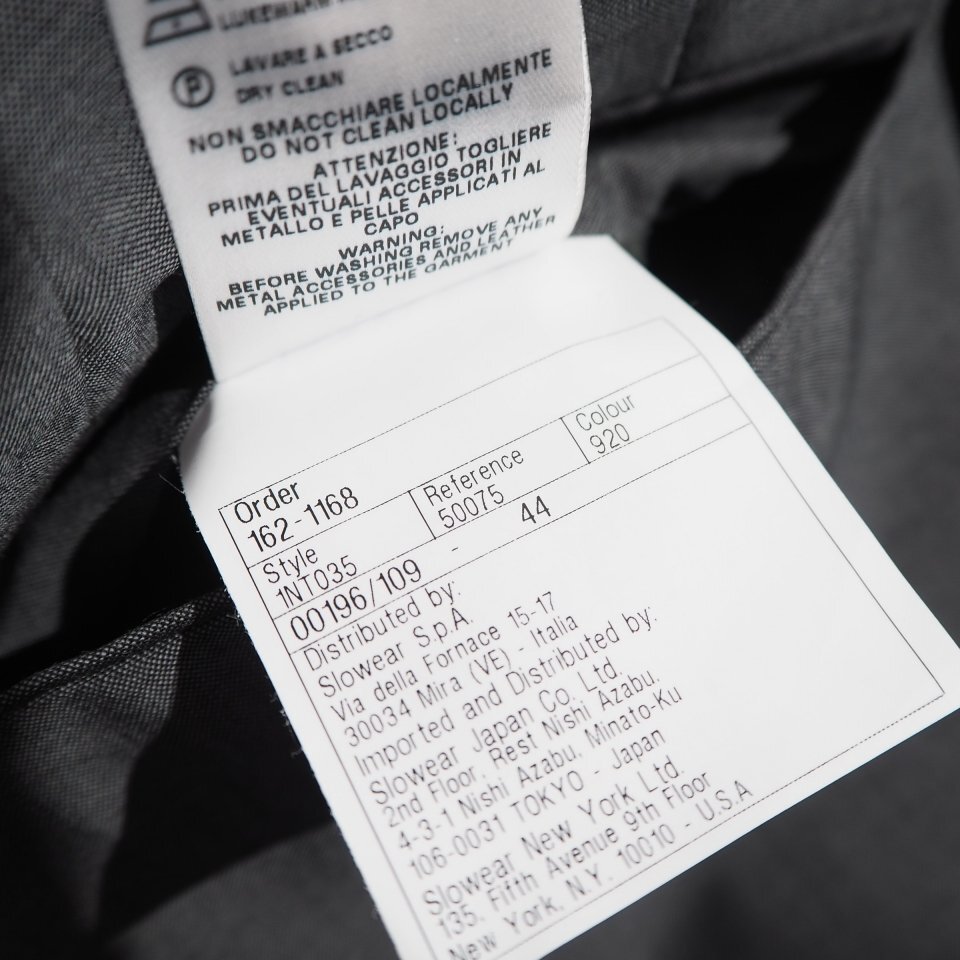 LUKEWARM
P
LAVARE A SECCO
DRY CLEAN
NON SMACCHIARE LOCALMENTE
DO NOT CLEAN LOCALLY
ATTENZIONE:
PRIMA DEL LAVAGGIO TOGLIERE
EVENTUALI ACCESSORI IN
METALLO E PELLE APPLICATI AL
CAPO
WARNING:
BEFORE WASHING REMOVE ANY
METAL ACCESSORIES AND LEATHER
APPLIED TO THE GARMENT
Order
162-1168
Style
1NT035
Reference
50075
Colour
920
00196/109 - 44
Distributed by:
Slowear S.p.A.
Via della Fornace 15-17
30034 Mira (VE) - Italia
Imported and Distributed by:
Slowear Japan Co. Ltd.
2nd Floor, Rest Nishi Azabu,
4-3-1 Nishi Azabu, Minato-Ku
106-0031 TOKYO - Japan
Slowear New York Ltd.
135, Fifth Avenue 9th Floor
New York, N.Y. 10010 - U.S.A